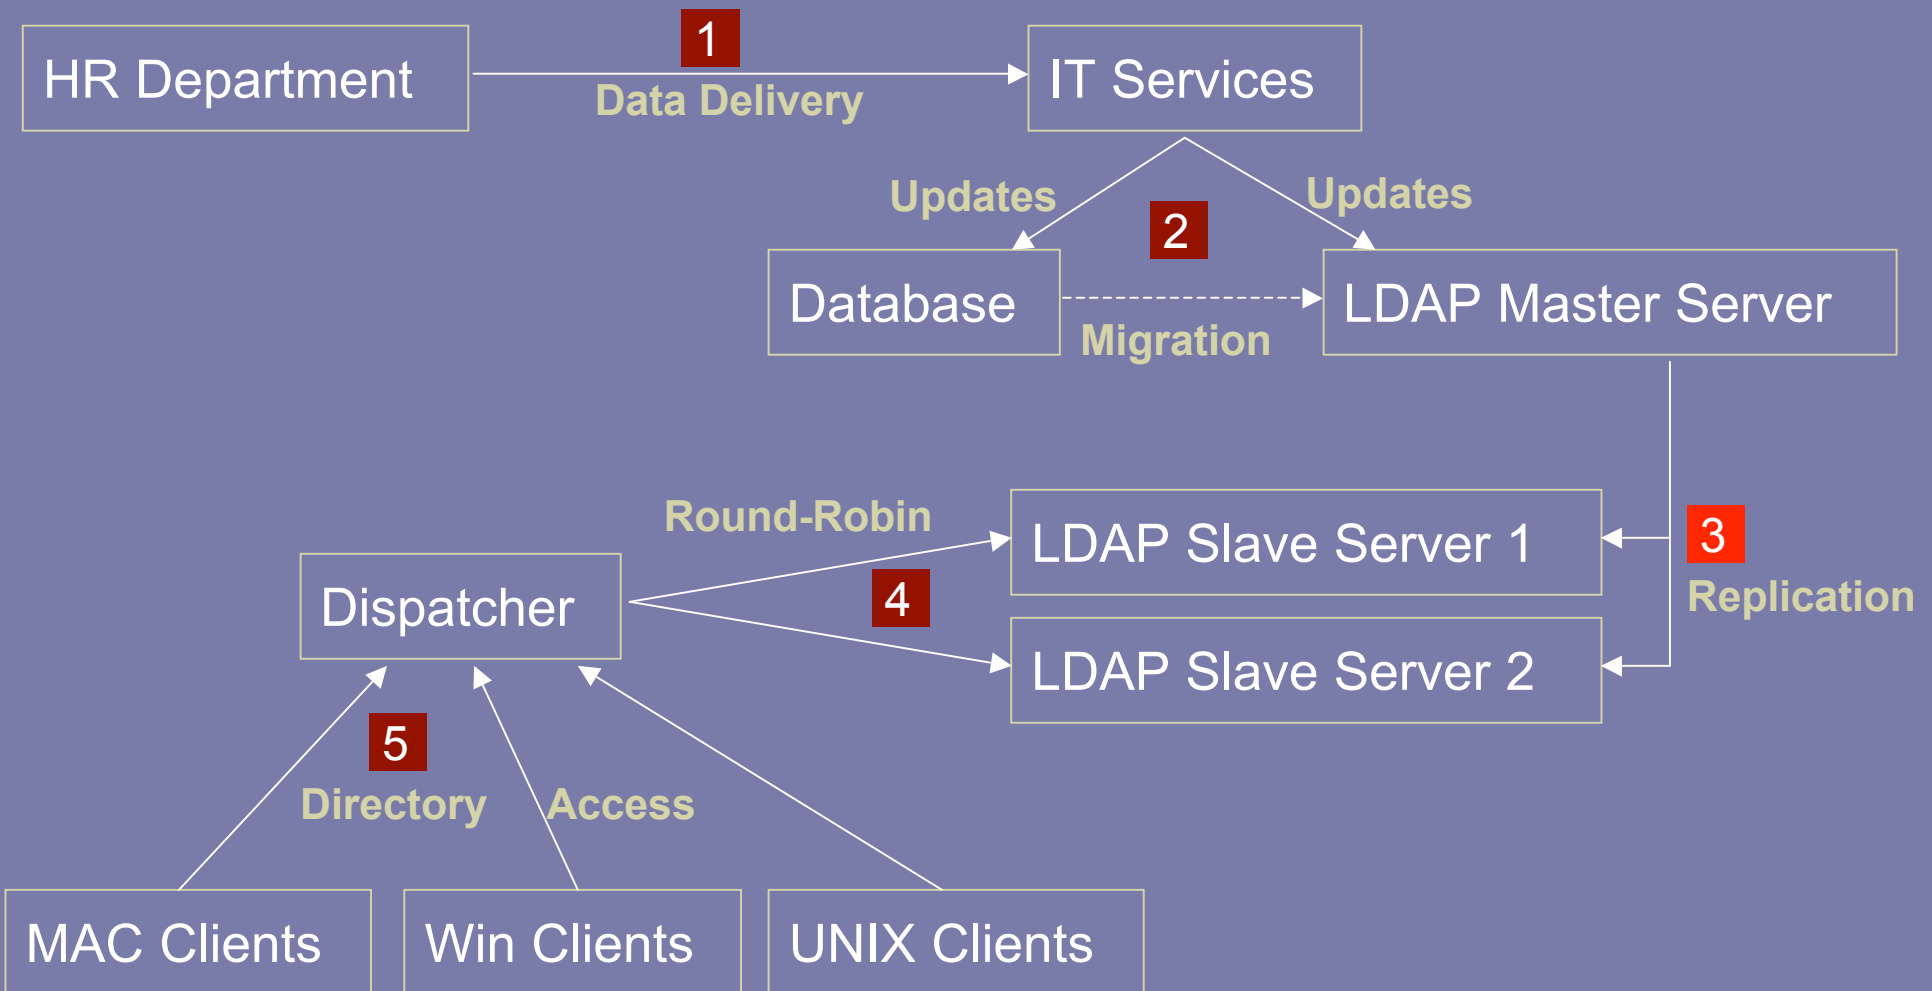 1
HR Department
IT Services
Data Delivery
Updates
Updates
2
Database
LDAP Master Server
Migration
Round-Robin
LDAP Slave Server 1
3
4
Dispatcher
Replication
LDAP Slave Server 2
5
Directory Access
MAC Clients
Win Clients
UNIX Clients